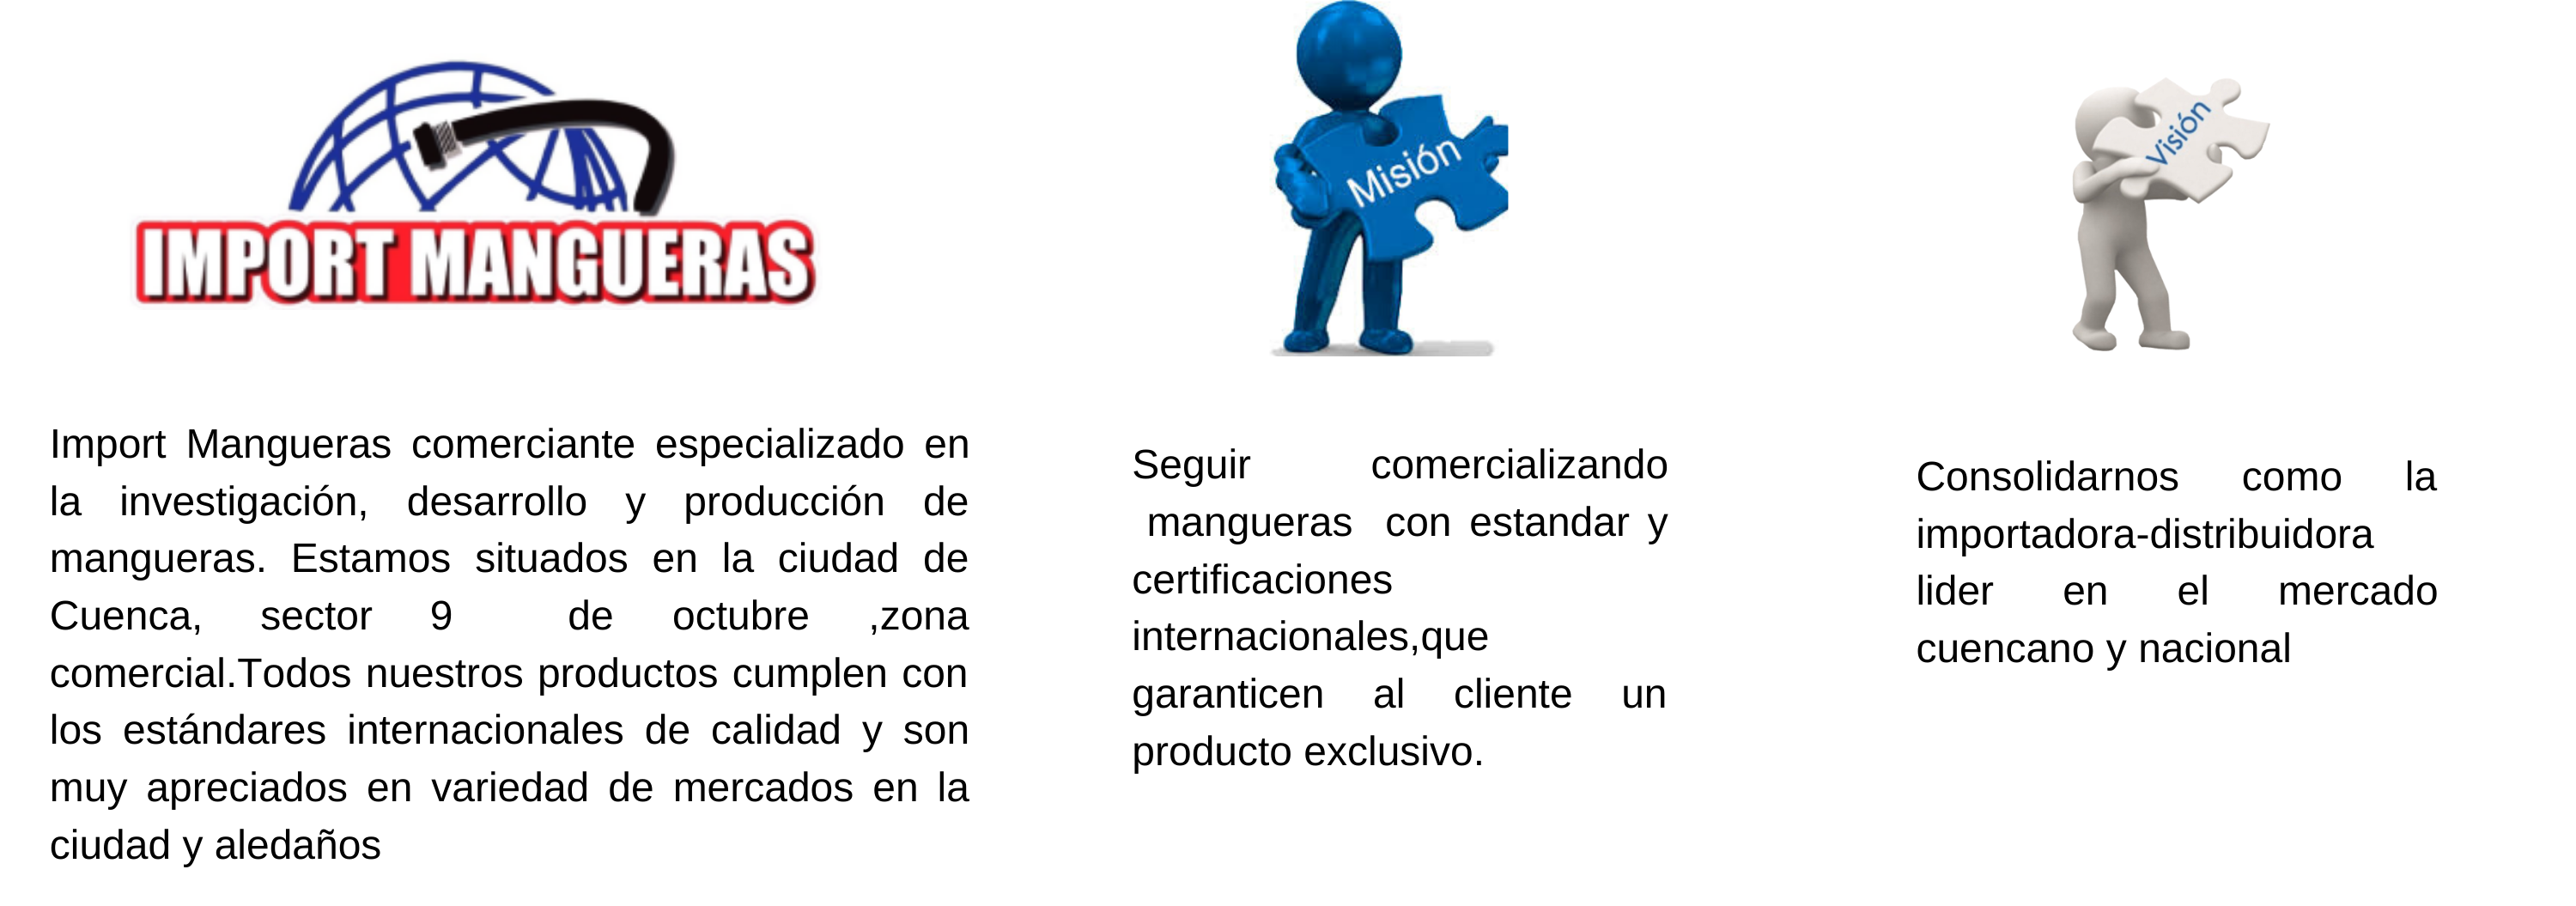 IMPORT MANGUERAS
Import Mangueras comerciante especializado en
la investigación, desarrollo y producción de
mangueras. Estamos situados en la ciudad de
Cuenca, sector 9 de octubre ,zona
comercial.Todos nuestros productos cumplen con
los estándares internacionales de calidad y son
muy apreciados en variedad de mercados en la
ciudad y aledaños
Misión
Seguir comercializando
mangueras con estandar y
certificaciones
internacionales,que
garanticen al cliente un
producto exclusivo.
Visión
Consolidarnos como la
importadora-distribuidora
lider en el mercado
cuencano y nacional